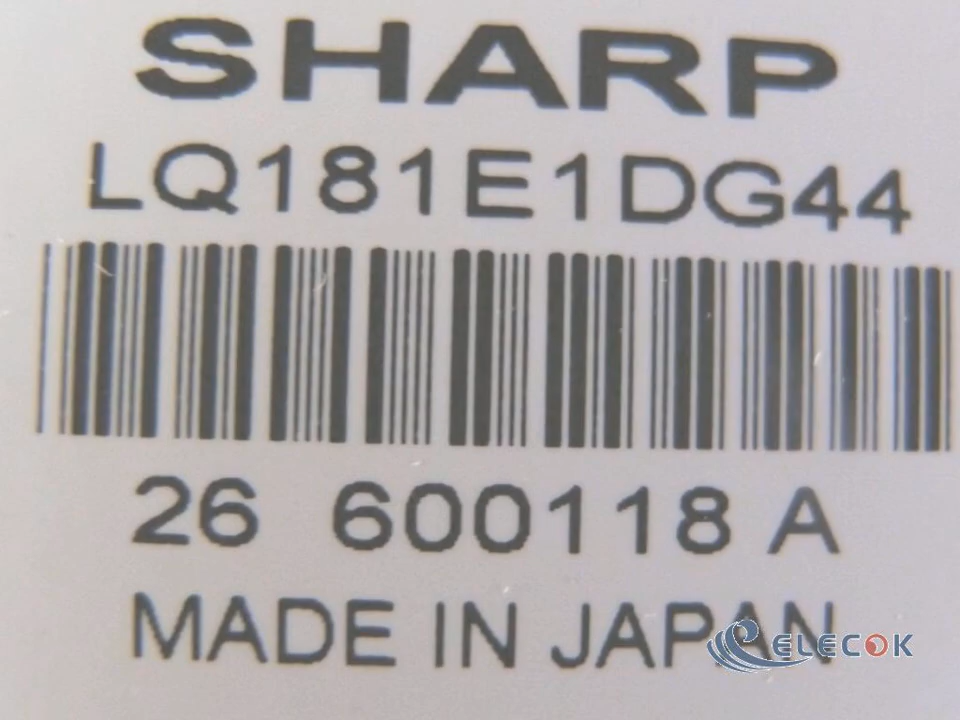 SHARP
LQ181E1DG44
26 600118 A
MADE IN JAPAN
ELECOK